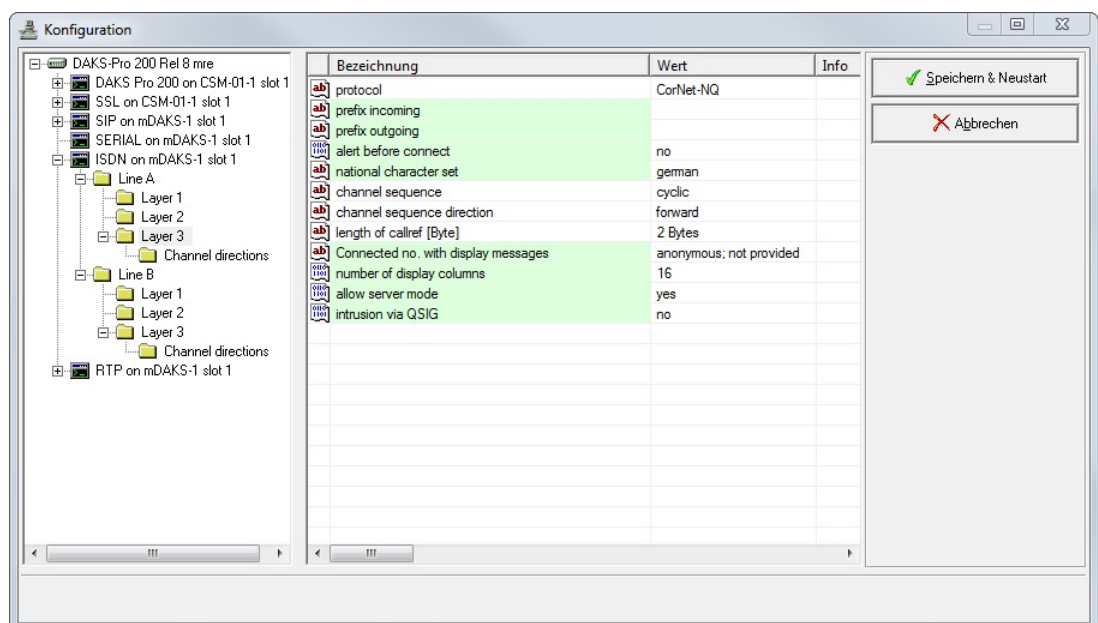 Konfiguration
DAKS-Pro 200 Rel 8 mre
DAKS Pro 200 on CSM-01-1 slot 1
SSL on CSM-01-1 slot 1
SIP on mDAKS-1 slot 1
SERIAL on mDAKS-1 slot 1
ISDN on mDAKS-1 slot 1
Line A
Layer 1
Layer 2
Layer 3
Channel directions
Line B
Layer 1
Layer 2
Layer 3
Channel directions
RTP on mDAKS-1 slot 1
Bezeichnung Wert Info
protocol CorNet-NQ
prefix incoming
prefix outgoing
alert before connect no
national character set german
channel sequence cyclic
channel sequence direction forward
length of callref [Byte] 2 Bytes
Connected no. with display messages anonymous; not provided
number of display columns 16
allow server mode yes
intrusion via QSIG no
Speichern & Neustart
Abbrechen